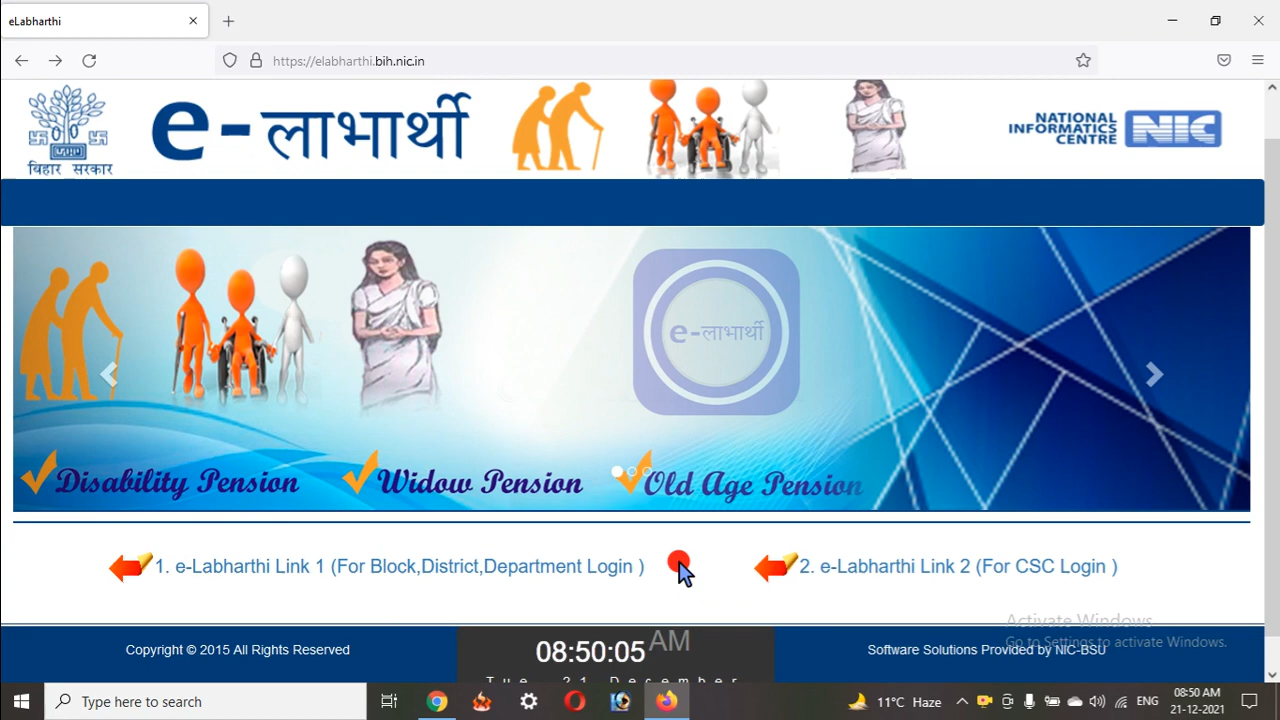 eLabharthi
https://elabharthi.bih.nic.in
बिहार सरकार
e-लाभार्थी
NATIONAL
INFORMATICS
CENTRE
NIC
e-लाभार्थी
Disability Pension
Widow Pension
Old Age Pension
1. e-Labharthi Link 1 (For Block,District,Department Login )
2. e-Labharthi Link 2 (For CSC Login )
Activate Windows
Go to Settings to activate Windows.
Copyright © 2015 All Rights Reserved
08:50:05 AM
Tue, 21 December
Software Solutions Provided by NIC-BSU
Type here to search
11°C Haze
ENG
08:50 AM
21-12-2021